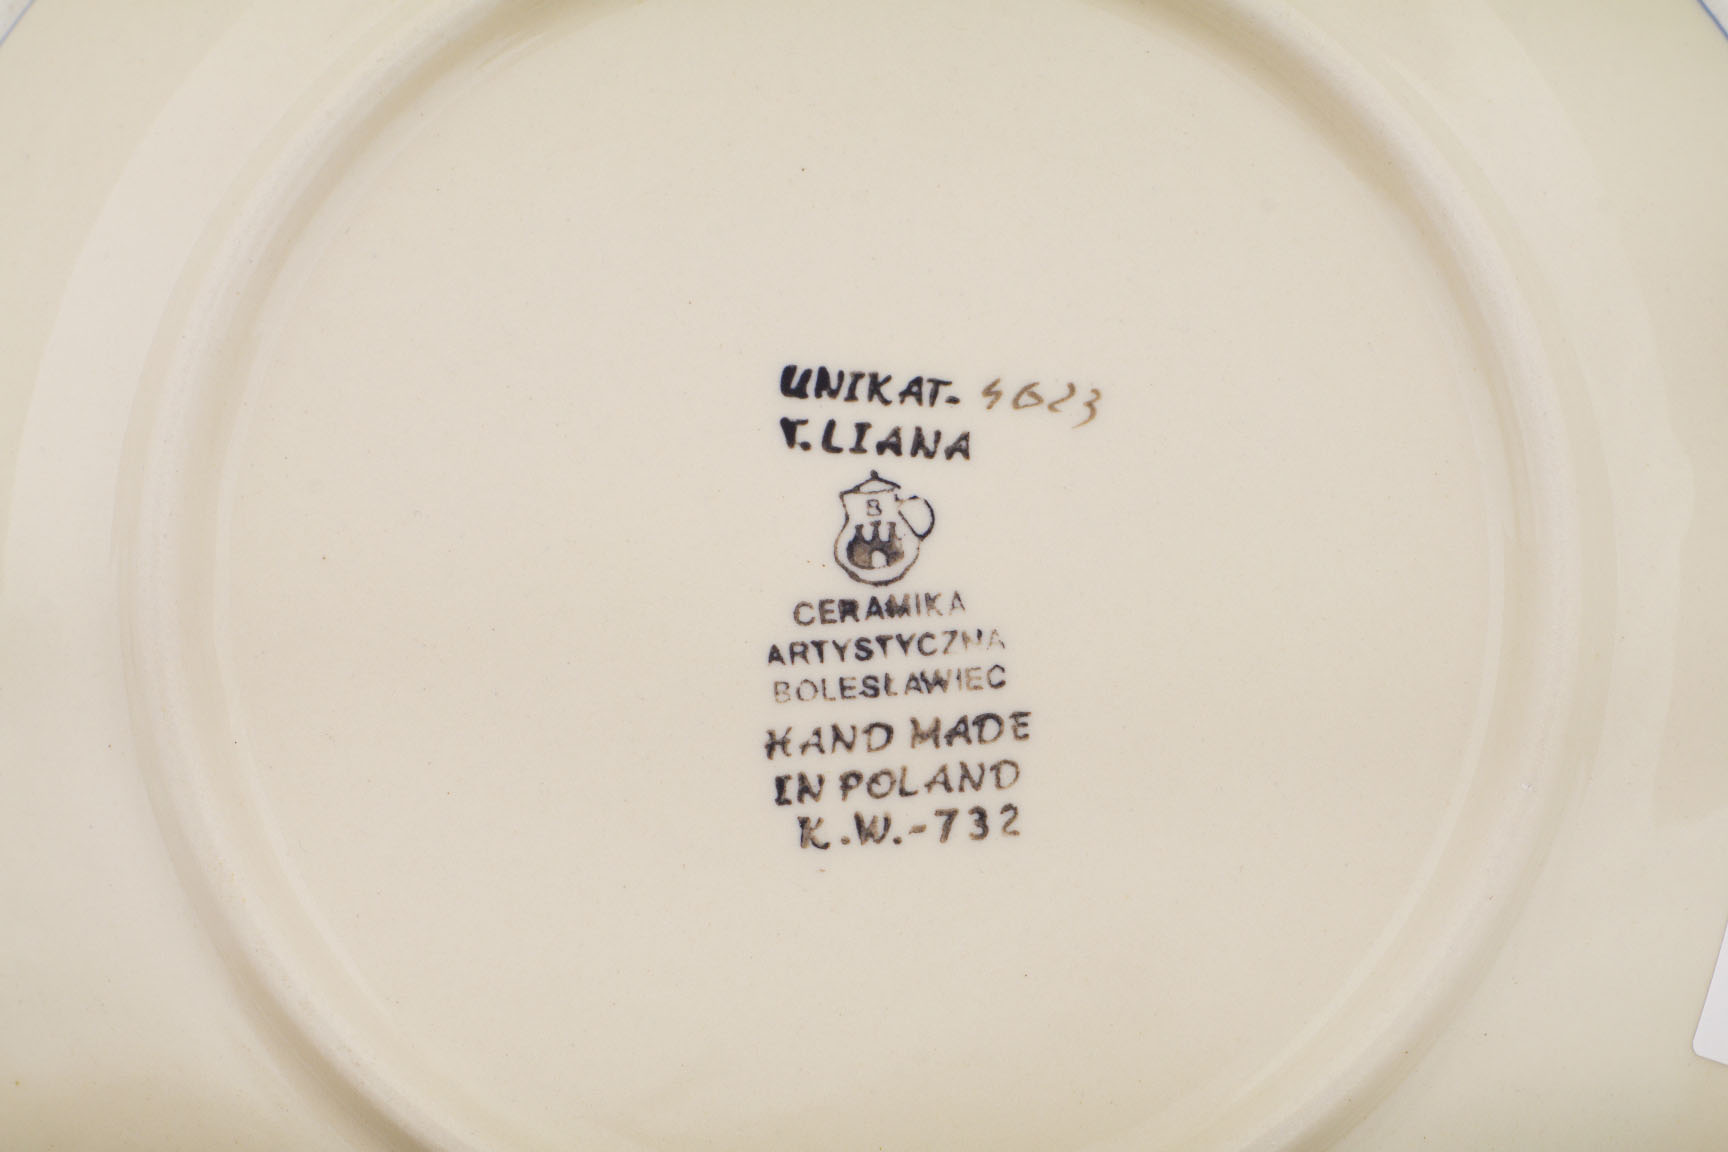 UNIKAT- 4623
T.LIANA
B
CERAMIKA
ARTYSTYCZNA
BOLESŁAWIEC
HAND MADE
IN POLAND
K.W.-732